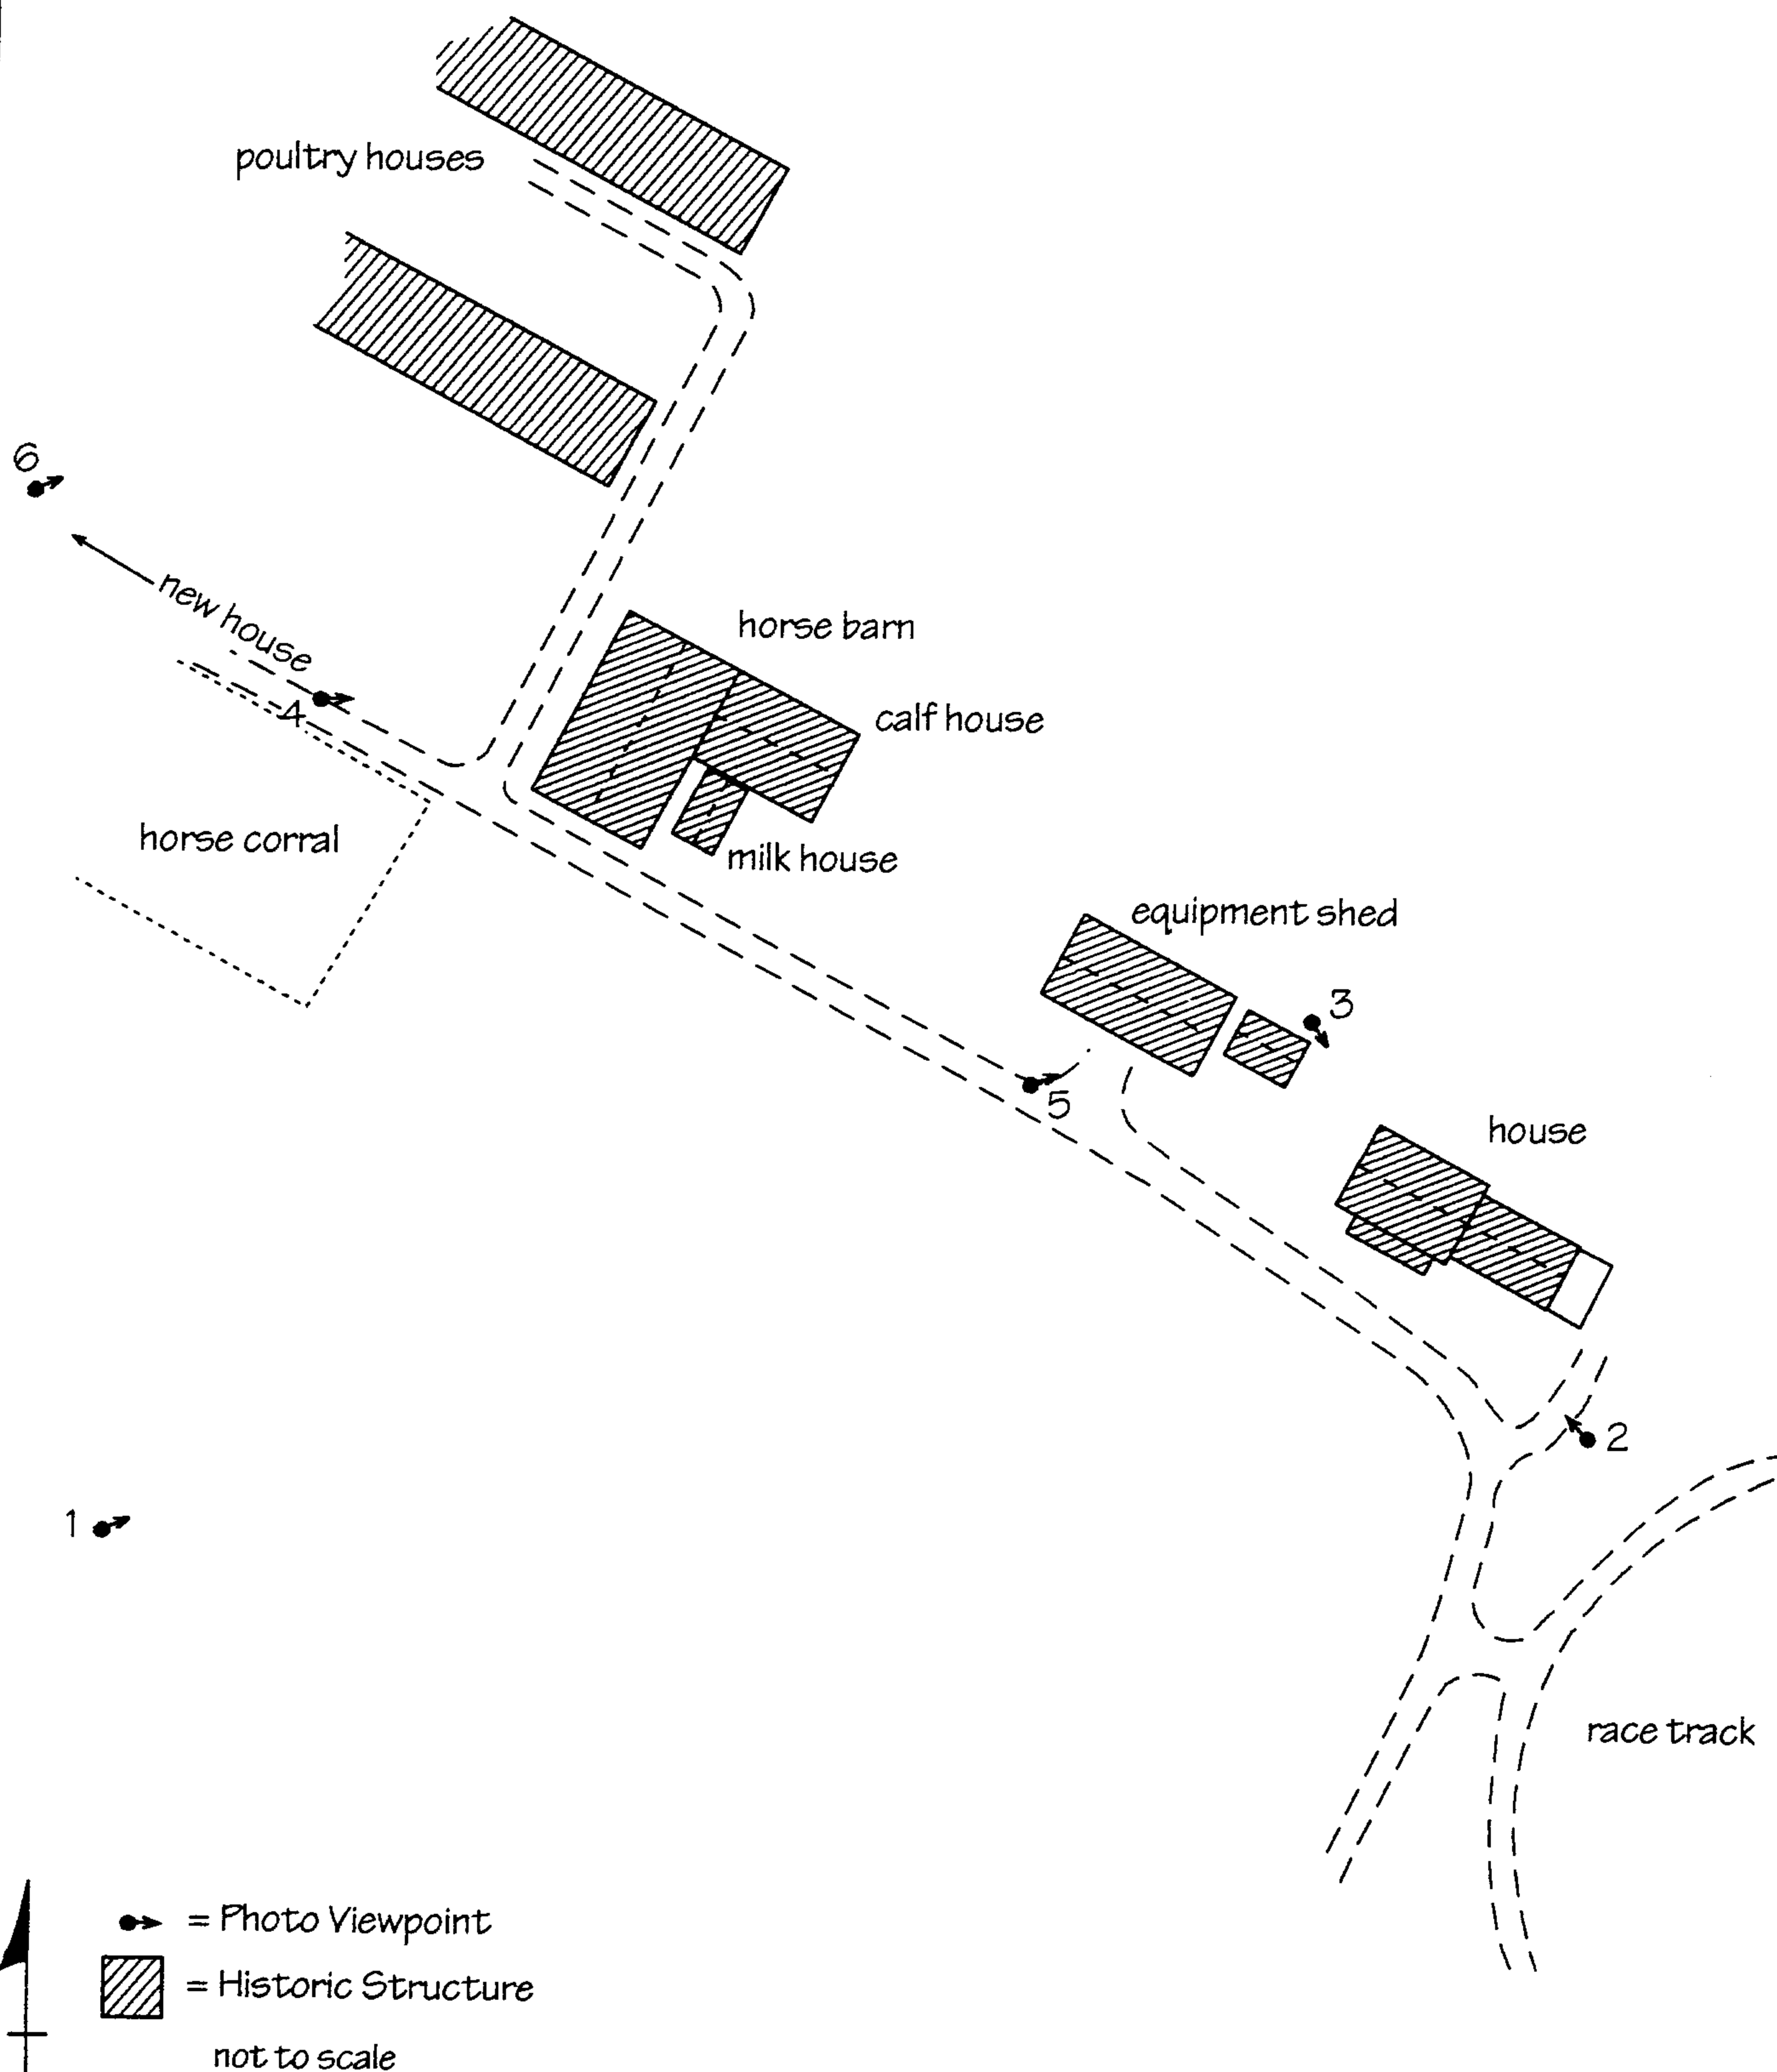 poultry houses
6
new house
horse barn
4
calf house
horse corral
milk house
equipment shed
3
5
house
2
1
race track
= Photo Viewpoint
= Historic Structure
not to scale